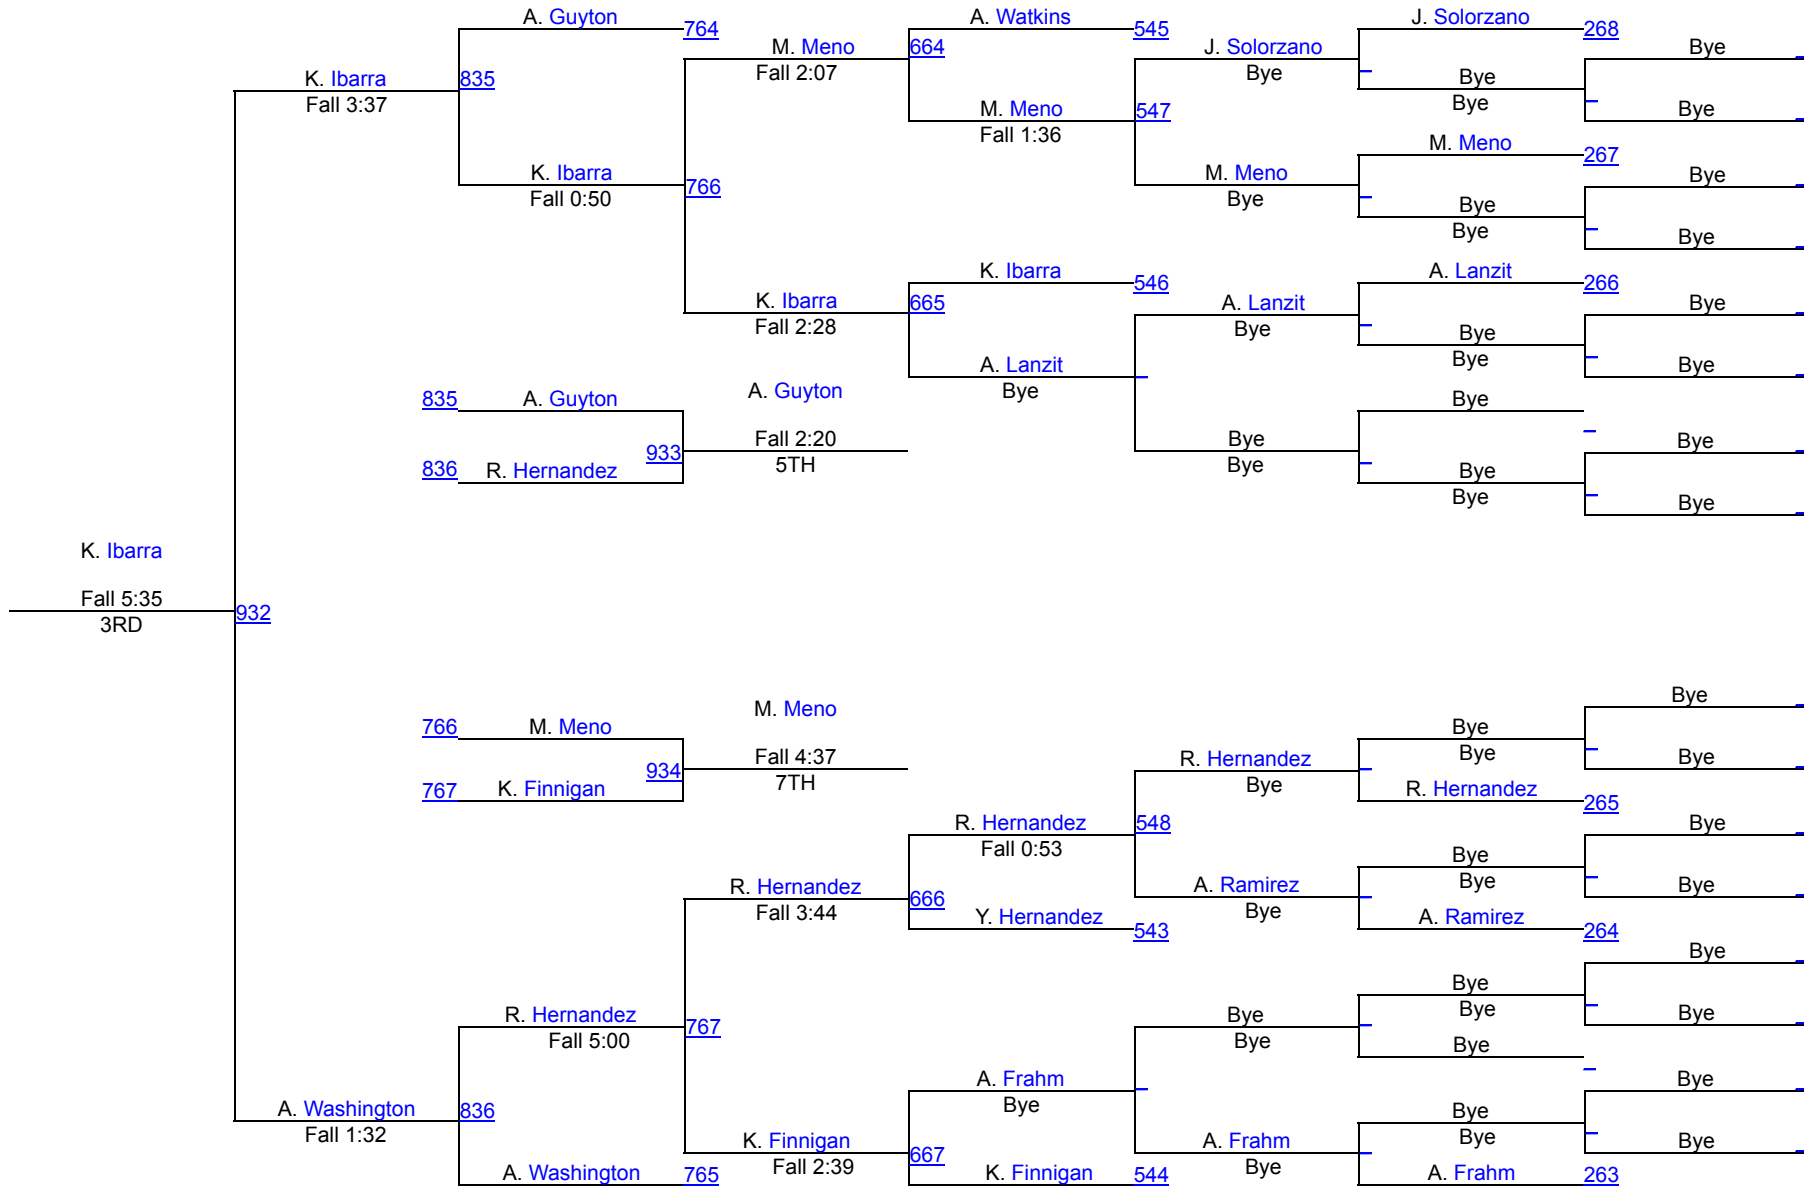 A. Guyton
764
A. Watkins
545
J. Solorzano
268
M. Meno
664
J. Solorzano
Bye
K. Ibarra
835
Fall 2:07
Bye
Bye
Fall 3:37
M. Meno
547
Bye
Bye
Fall 1:36
M. Meno
267
K. Ibarra
766
M. Meno
Bye
Fall 0:50
Bye
Bye
Bye
Bye
K. Ibarra
546
A. Lanzit
266
K. Ibarra
665
A. Lanzit
Bye
Fall 2:28
Bye
Bye
A. Lanzit
Bye
Bye
A. Guyton
Bye
835
A. Guyton
Bye
Fall 2:20
Bye
Bye
933
5TH
Bye
Bye
836
R. Hernandez
Bye
Bye
K. Ibarra
Fall 5:35
932
3RD
Bye
M. Meno
766
M. Meno
Bye
Fall 4:37
R. Hernandez
Bye
Bye
934
7TH
Bye
767
K. Finnigan
R. Hernandez
265
R. Hernandez
548
Bye
Fall 0:53
Bye
R. Hernandez
666
A. Ramirez
Bye
Bye
Fall 3:44
Y. Hernandez
543
Bye
A. Ramirez
264
Bye
Bye
R. Hernandez
767
Bye
Bye
Bye
Fall 5:00
Bye
Bye
A. Frahm
Bye
Bye
A. Washington
836
Bye
Fall 1:32
K. Finnigan
667
A. Frahm
Bye
Bye
Fall 2:39
Bye
A. Washington
765
K. Finnigan
544
A. Frahm
263